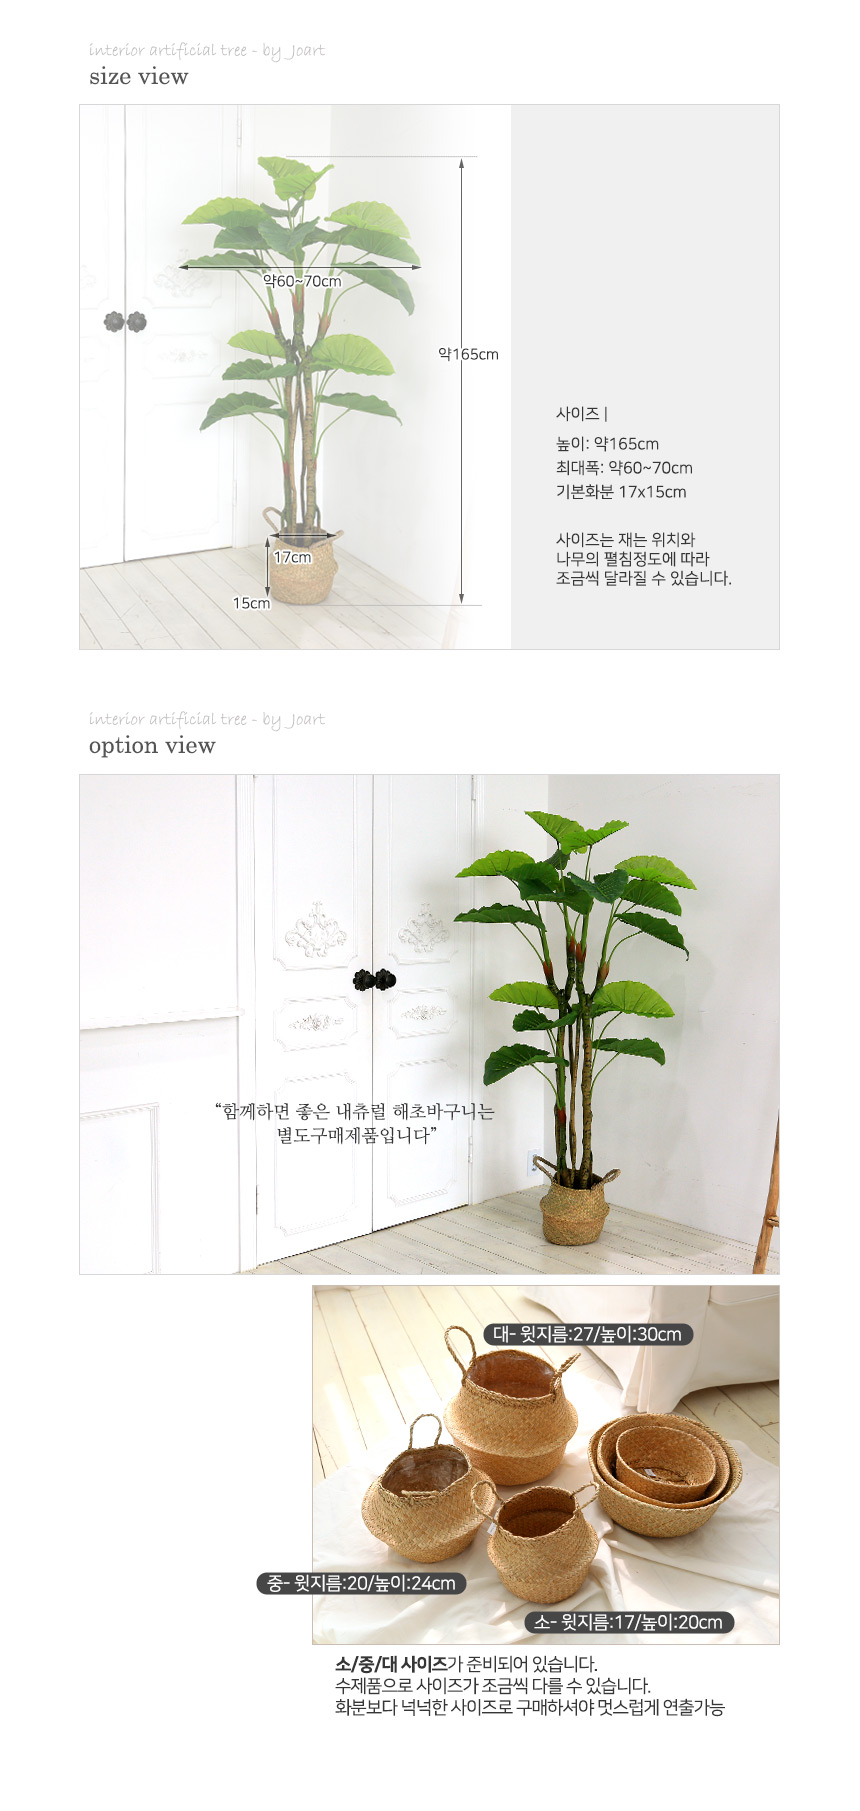 interior artificial tree - by Joart
size view
약60~70cm
약165cm
17cm
15cm
사이즈 |
높이: 약165cm
최대폭: 약60~70cm
기본화분 17x15cm
사이즈는 재는 위치와
나무의 펼침정도에 따라
조금씩 달라질 수 있습니다.
interior artificial tree - by Joart
option view
“함께하면 좋은 내츄럴 해초바구니는
별도구매제품입니다”
대- 윗지름:27/높이:30cm
중- 윗지름:20/높이:24cm
소- 윗지름:17/높이:20cm
소/중/대 사이즈가 준비되어 있습니다.
수제품으로 사이즈가 조금씩 다를 수 있습니다.
화분보다 넉넉한 사이즈로 구매하셔야 멋스럽게 연출가능